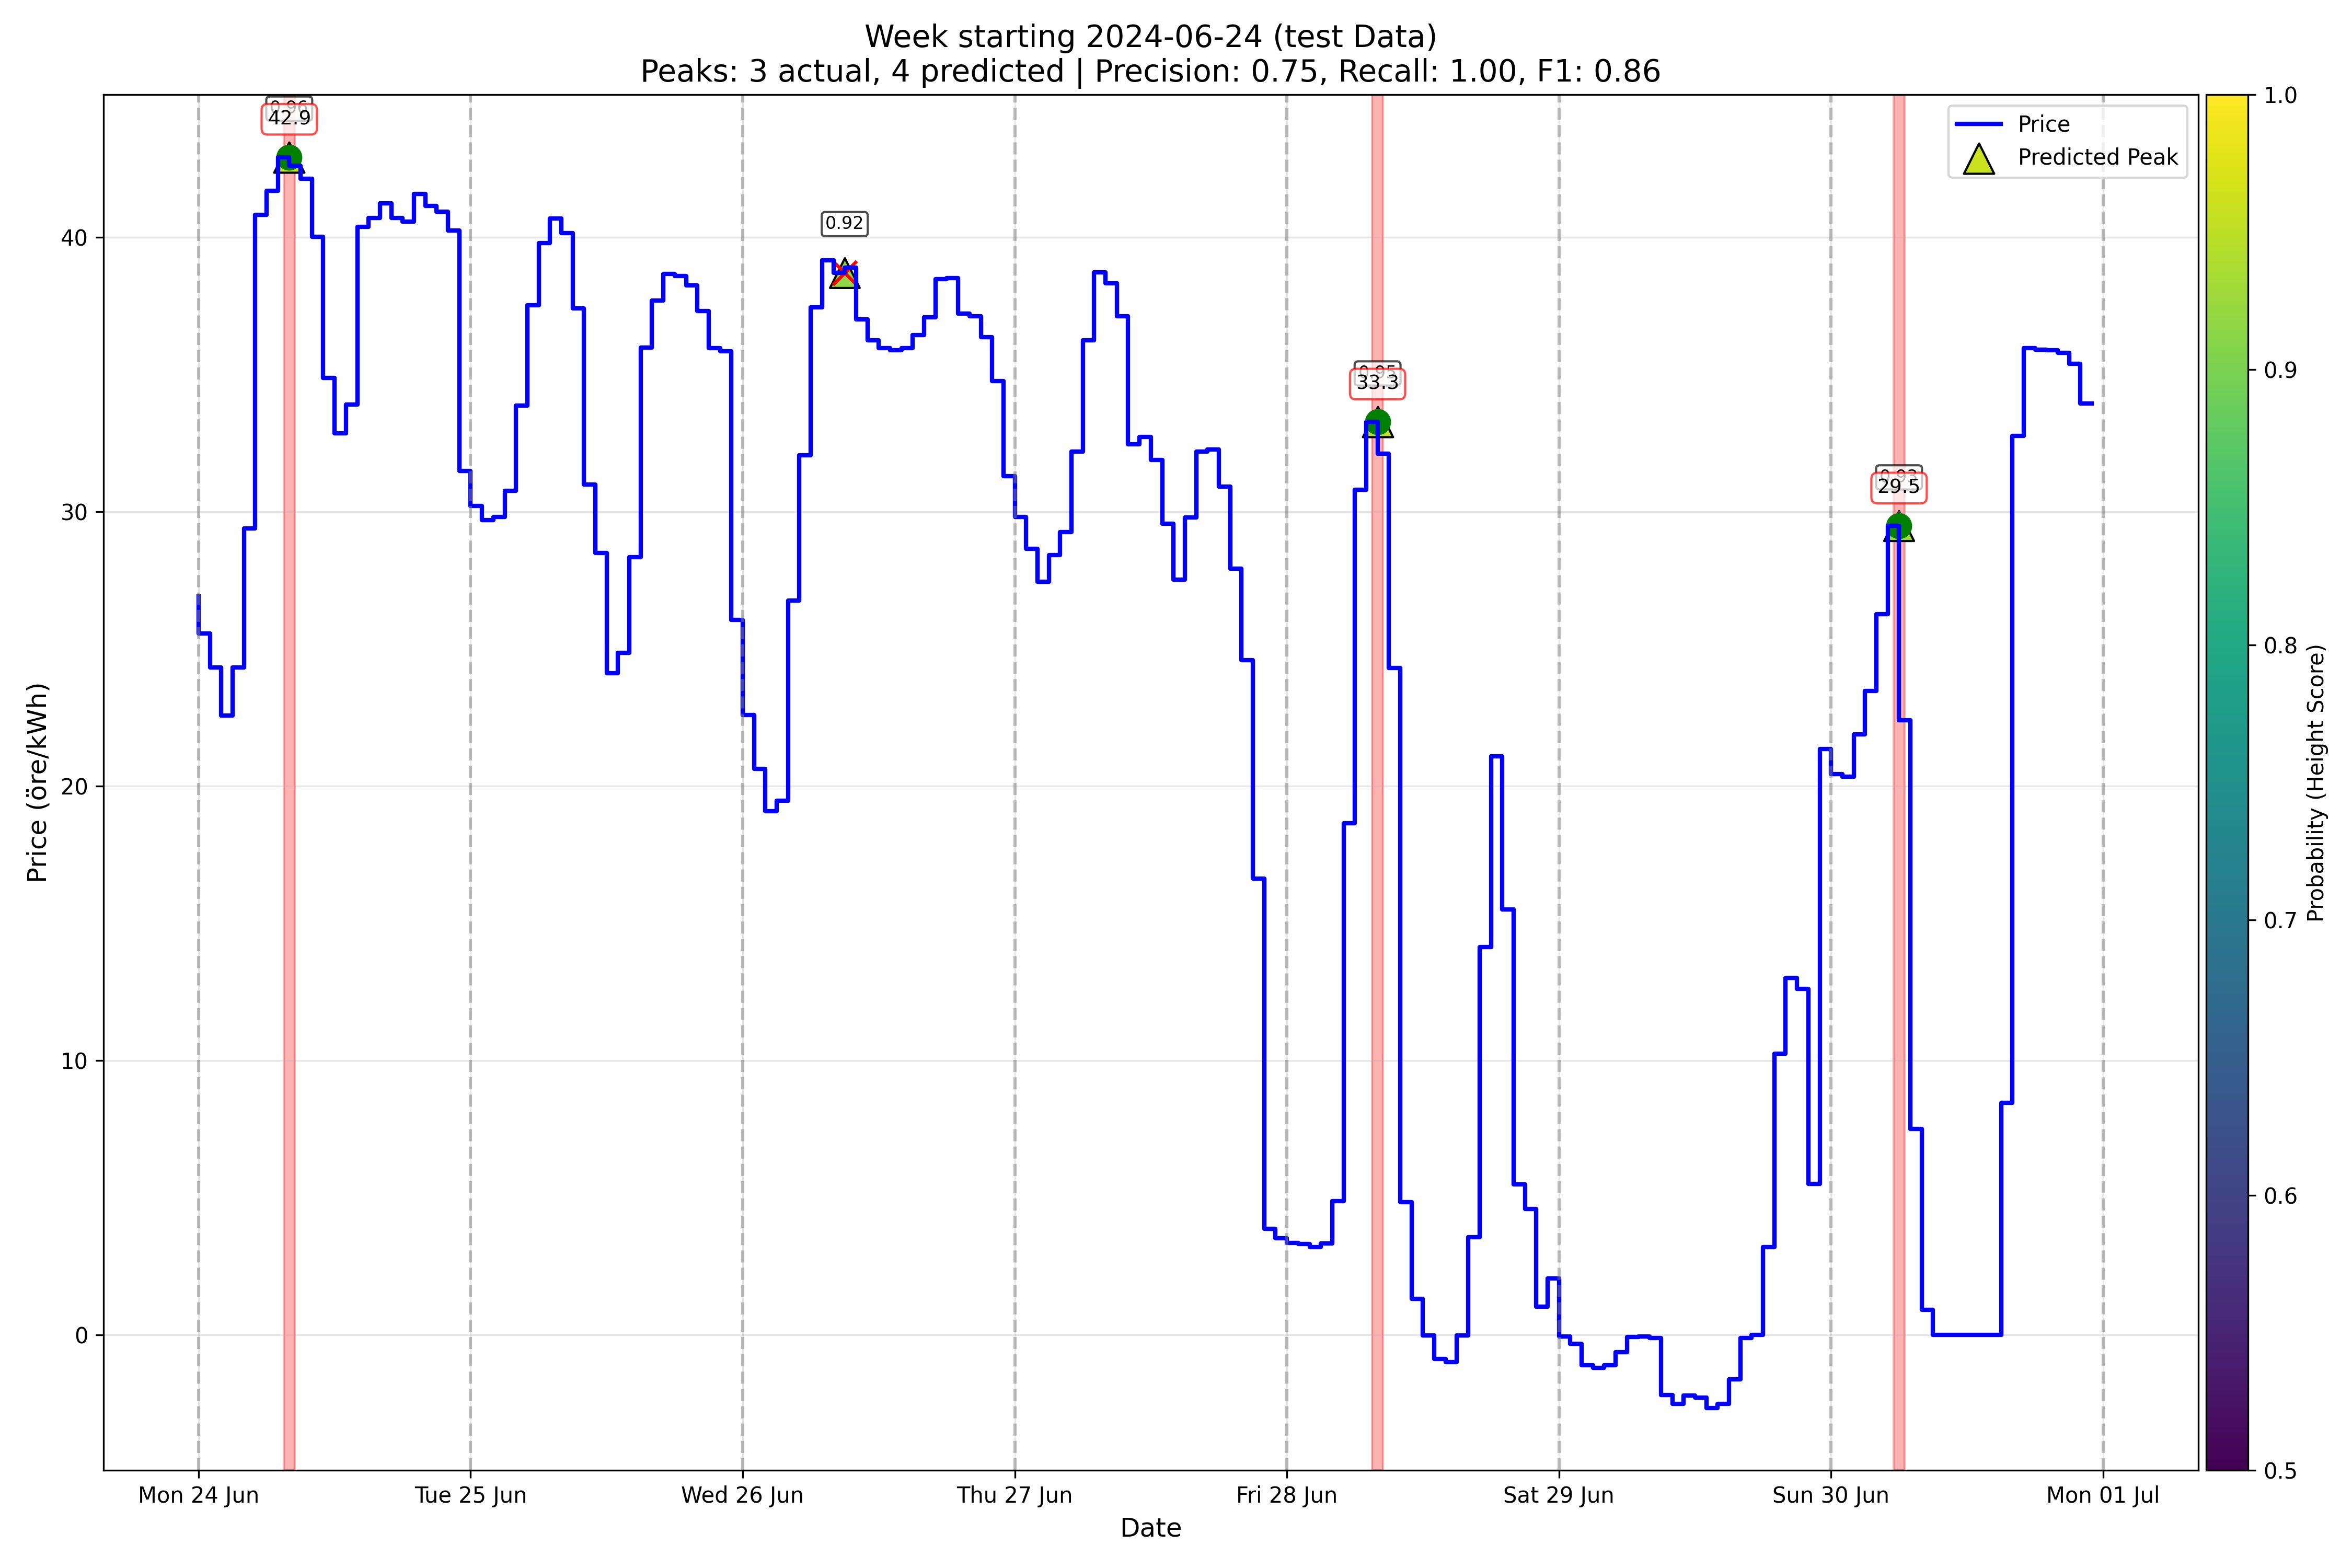 Week starting 2024-06-24 (test Data)
Peaks: 3 actual, 4 predicted | Precision: 0.75, Recall: 1.00, F1: 0.86
Price
Predicted Peak
42.9
0.92
33.3
29.5
Price (öre/kWh)
40
30
20
10
0
Mon 24 Jun
Tue 25 Jun
Wed 26 Jun
Thu 27 Jun
Fri 28 Jun
Sat 29 Jun
Sun 30 Jun
Mon 01 Jul
Date
1.0
0.9
0.8
0.7
0.6
0.5
Probability (Height Score)